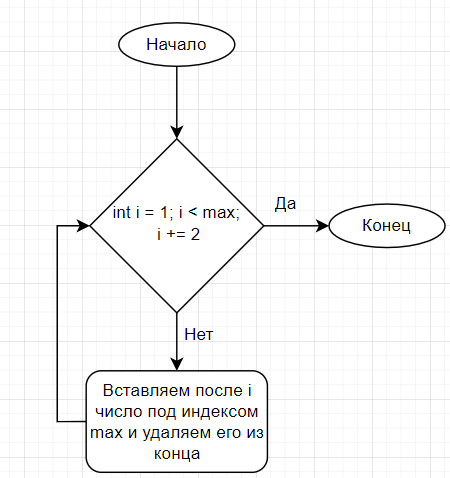 Начало
int i = 1; i < max;
i += 2
Да
Конец
Нет
Вставляем после i
число под индексом
max и удаляем его из
конца